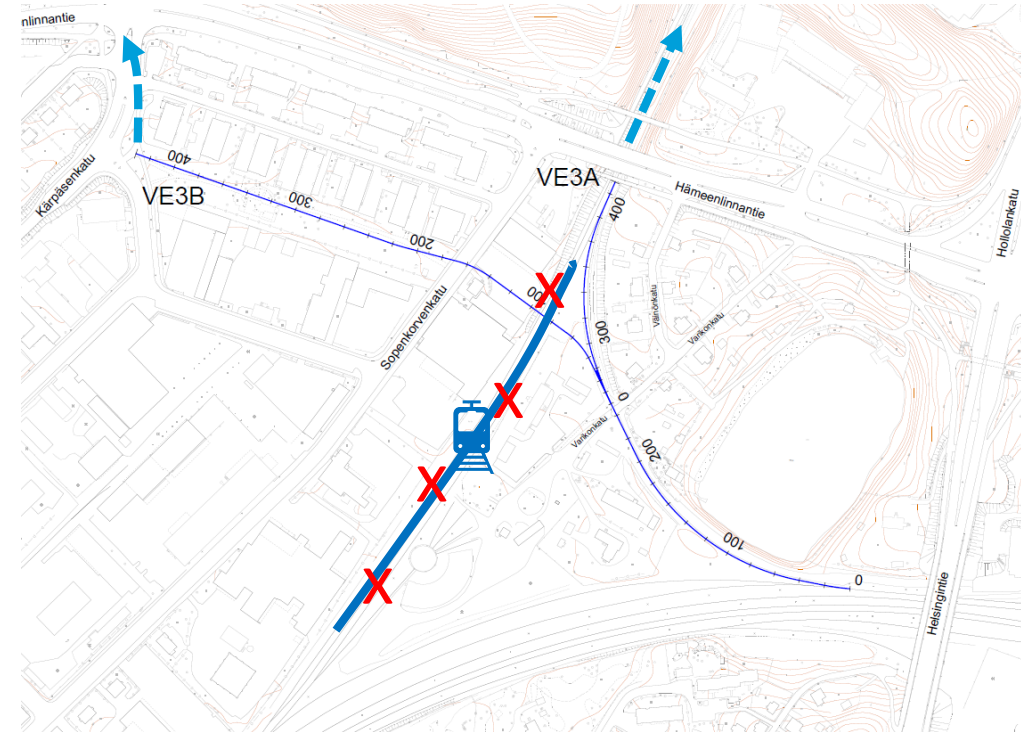 nlinnantie
400
VE3A
Kärpäsenkatu
VE3B
300
Hämeenlinnantie
400
Hollolankatu
200
00
Väinönkatu
Varikonkatu
300
Sopenkorvenkatu
X
0
X
Varikonkatu
200
X
100
0
X
Helsingintie